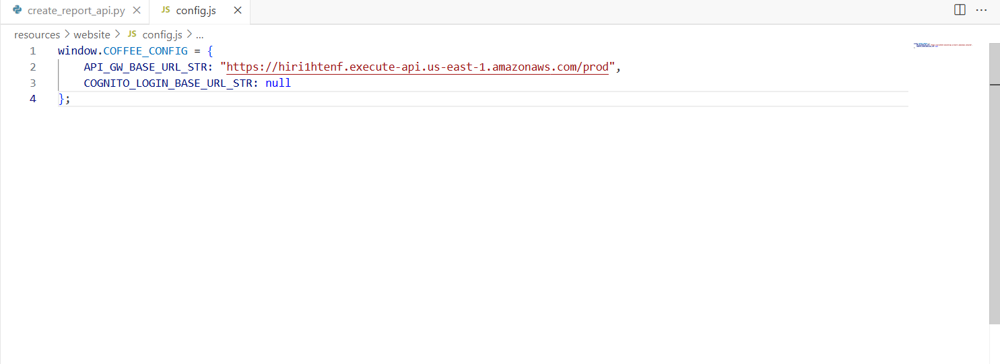 create_report_api.py
JS config.js
resources > website > JS config.js > ...
1 window.COFFEE_CONFIG = {
2 API_GW_BASE_URL_STR: "https://hiri1htenf.execute-api.us-east-1.amazonaws.com/prod",
3 COGNITO_LOGIN_BASE_URL_STR: null
4 };